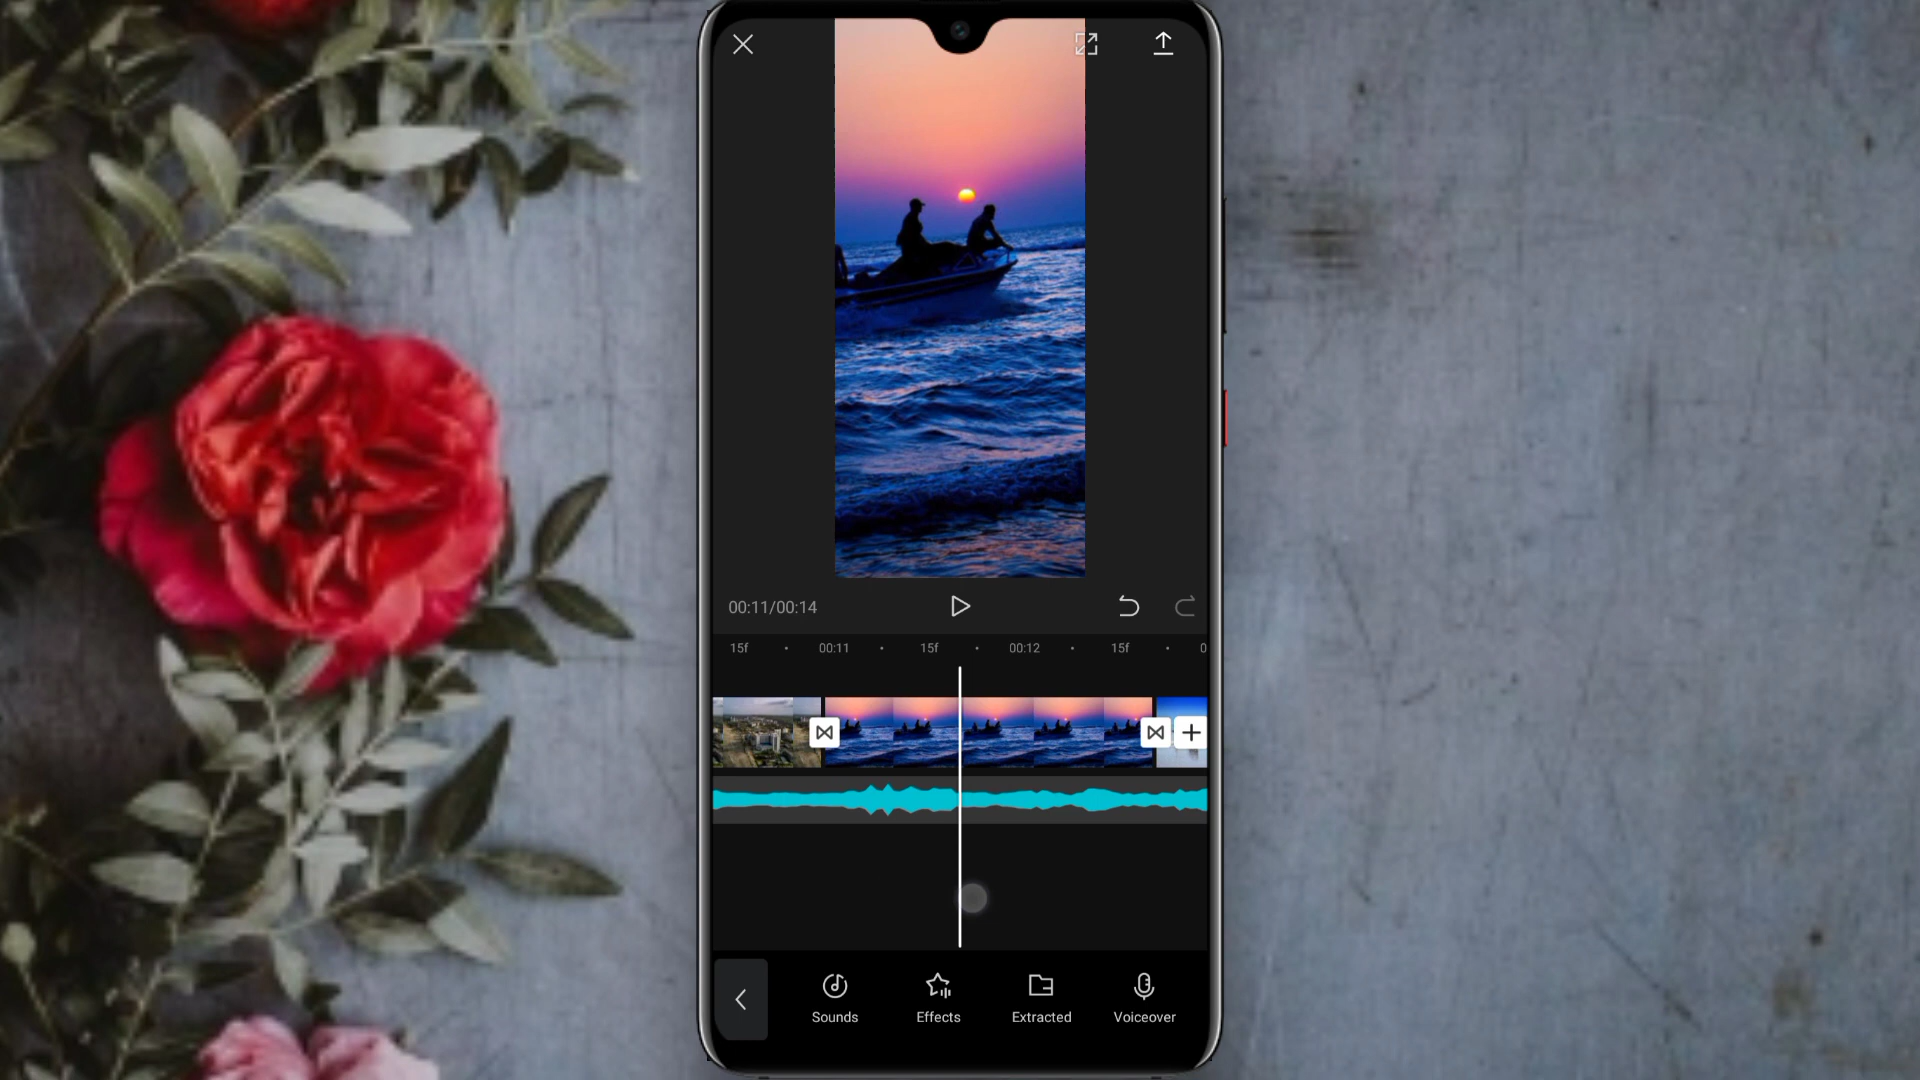 00:11/00:14
15f 00:11 15f 00:12 15f 0
Sounds Effects Extracted Voiceover